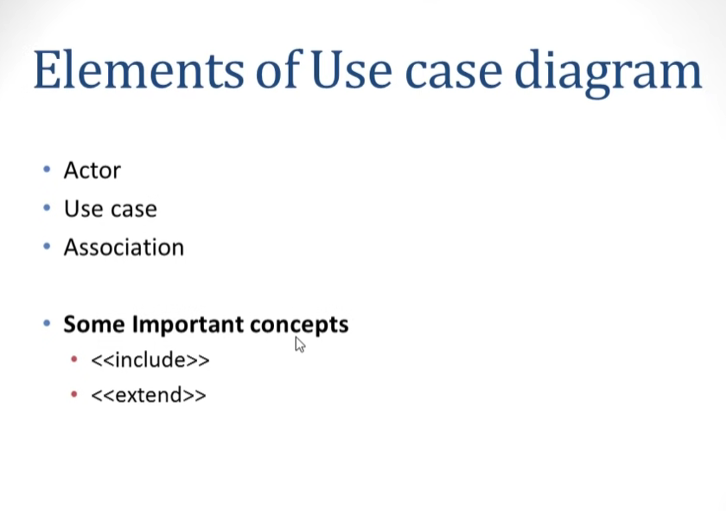 Elements of Use case diagram
• Actor
• Use case
• Association
• Some Important concepts
• <<include>>
• <<extend>>